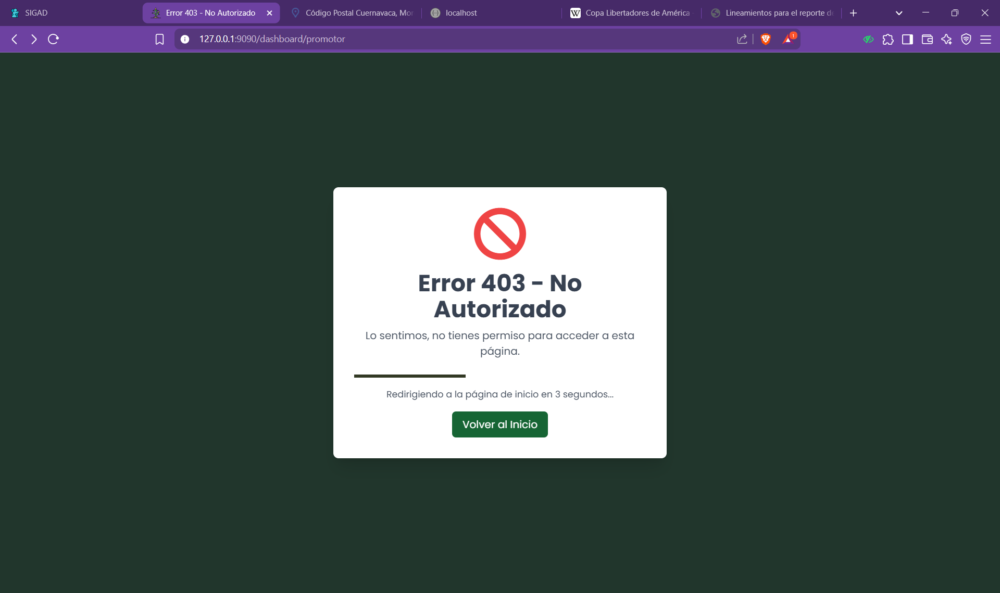 SIGAD
Error 403 - No Autorizado
Código Postal Cuernavaca, Mor
localhost
Copa Libertadores de América
Lineamientos para el reporte de
127.0.0.1:9090/dashboard/promotor
1
Error 403 - No
Autorizado
Lo sentimos, no tienes permiso para acceder a esta
página.
Redirigiendo a la página de inicio en 3 segundos...
Volver al Inicio